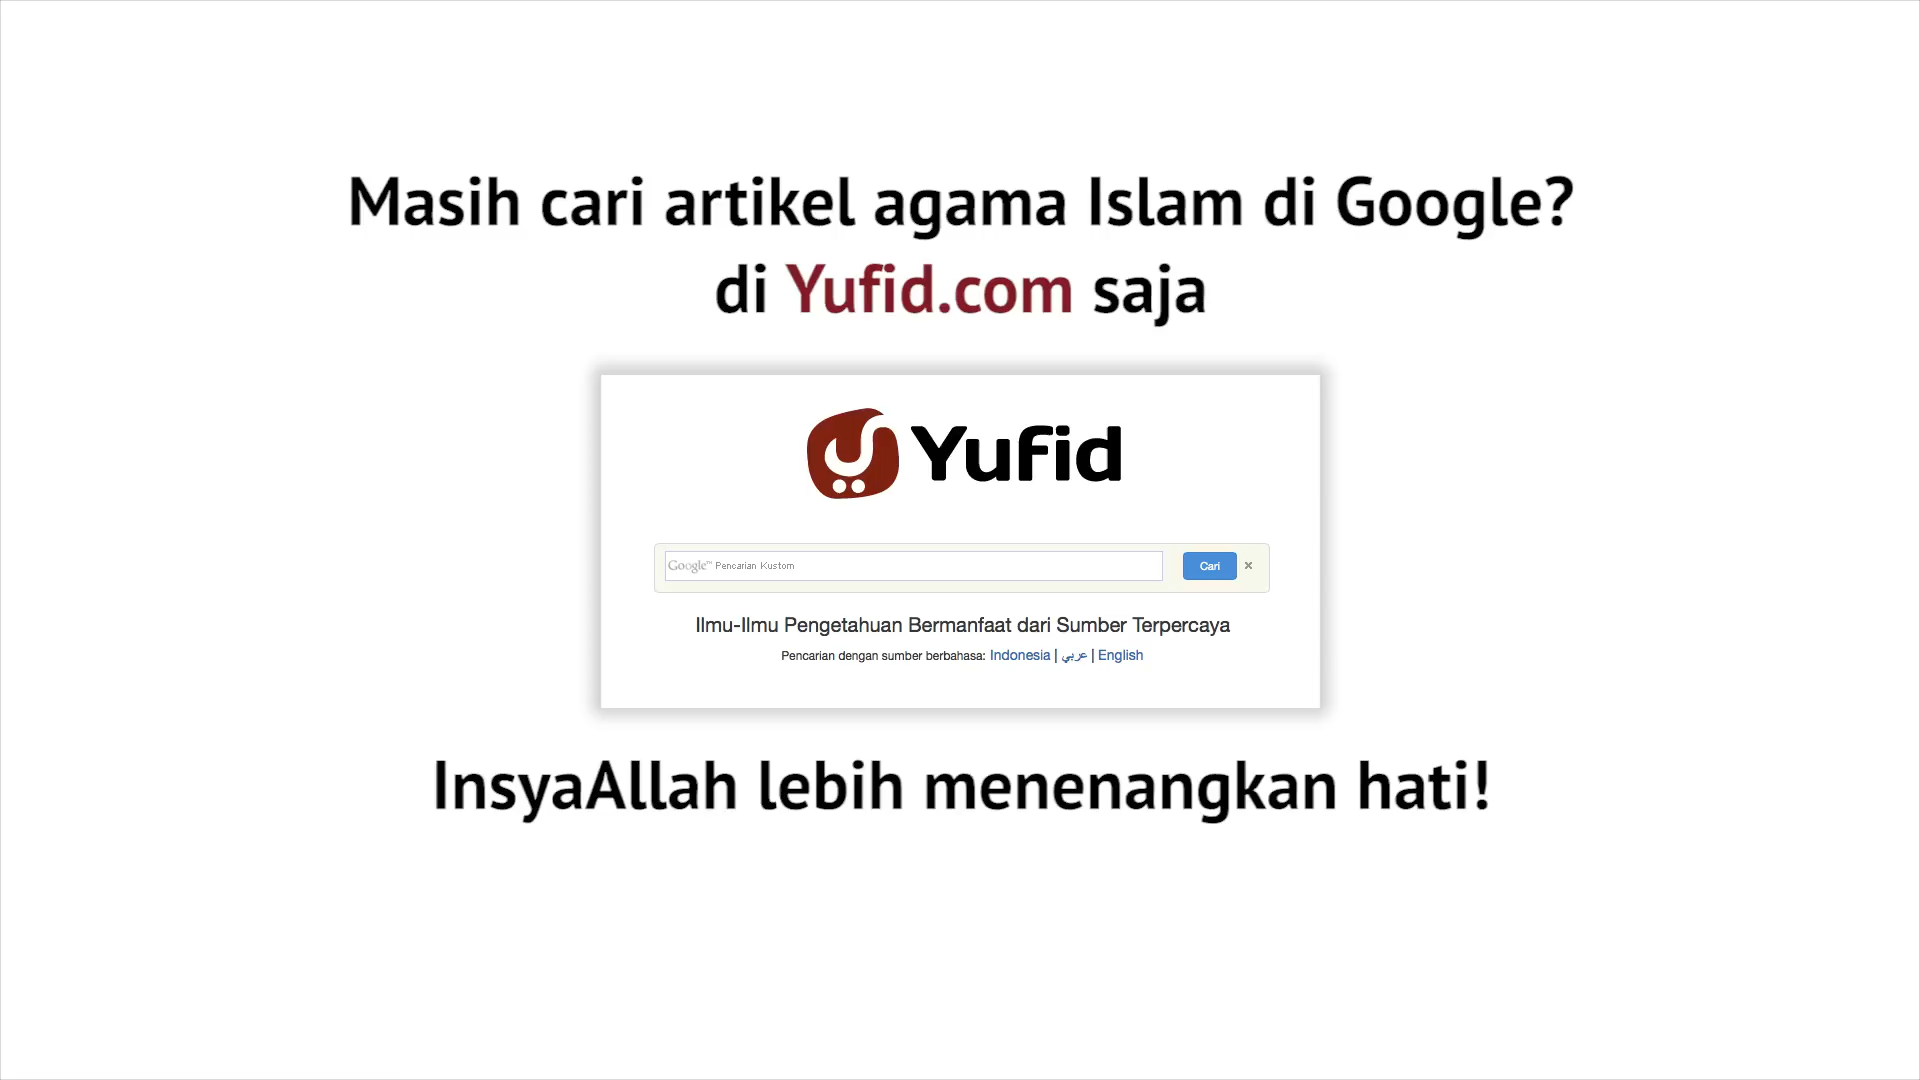 Masih cari artikel agama Islam di Google?
di Yufid.com saja
Yufid
Google™ Pencarian Kustom
Cari ×
Ilmu-Ilmu Pengetahuan Bermanfaat dari Sumber Terpercaya
Pencarian dengan sumber berbahasa: Indonesia | عربي | English
InsyaAllah lebih menenangkan hati!